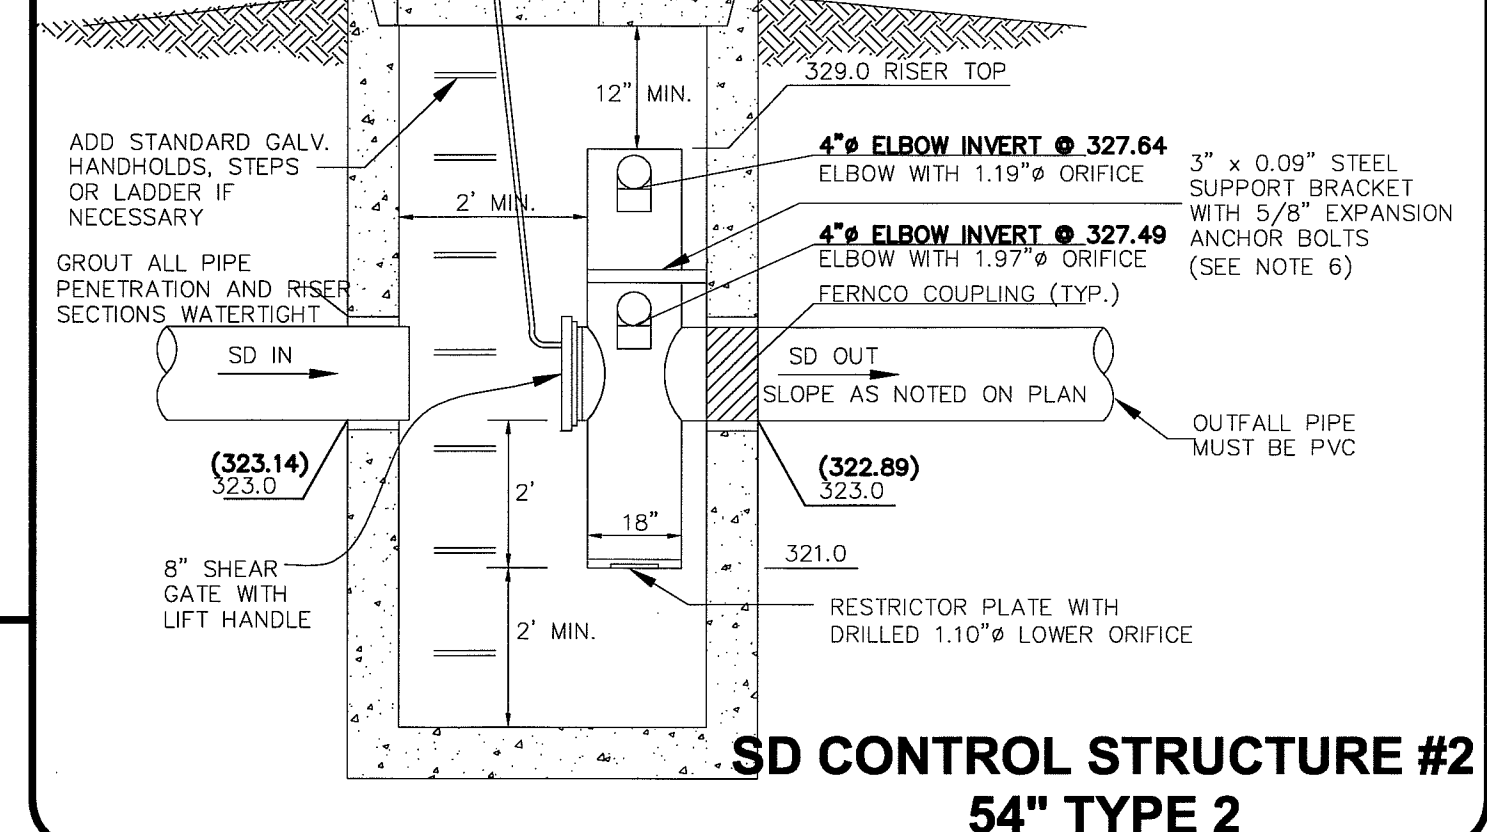 329.0 RISER TOP
12" MIN.
ADD STANDARD GALV.
HANDHOLDS, STEPS
OR LADDER IF
NECESSARY
4"ø ELBOW INVERT @ 327.64
ELBOW WITH 1.19"ø ORIFICE
3" x 0.09" STEEL
SUPPORT BRACKET
WITH 5/8" EXPANSION
ANCHOR BOLTS
(SEE NOTE 6)
2' MIN.
4"ø ELBOW INVERT @ 327.49
ELBOW WITH 1.97"ø ORIFICE
GROUT ALL PIPE
PENETRATION AND RISER
SECTIONS WATERTIGHT
FERNCO COUPLING (TYP.)
SD IN
SD OUT
SLOPE AS NOTED ON PLAN
OUTFALL PIPE
MUST BE PVC
(323.14)
323.0
(322.89)
323.0
2'
18"
321.0
8" SHEAR
GATE WITH
LIFT HANDLE
2' MIN.
RESTRICTOR PLATE WITH
DRILLED 1.10"ø LOWER ORIFICE
SD CONTROL STRUCTURE #2
54" TYPE 2